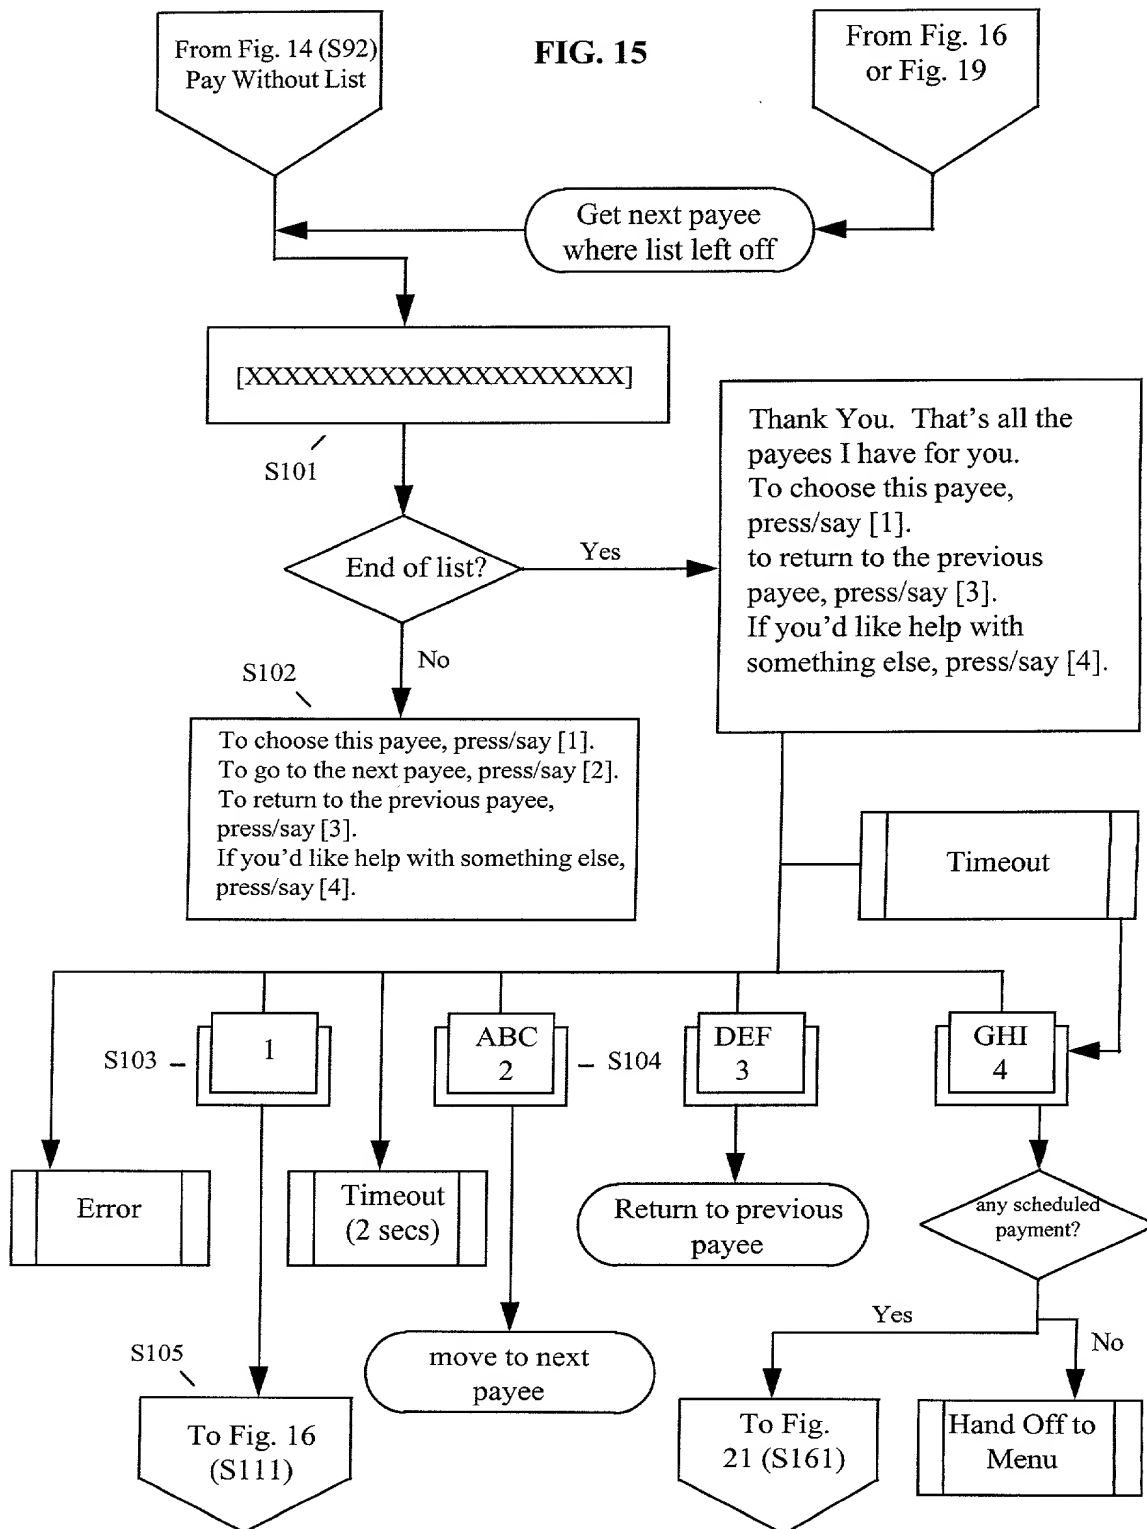 From Fig. 14 (S92)
Pay Without List
FIG. 15
From Fig. 16
or Fig. 19
Get next payee
where list left off
[XXXXXXXXXXXXXXXXXXXX]
S101
End of list?
Yes
No
Thank You. That's all the
payees I have for you.
To choose this payee,
press/say [1].
to return to the previous
payee, press/say [3].
If you'd like help with
something else, press/say [4].
S102
To choose this payee, press/say [1].
To go to the next payee, press/say [2].
To return to the previous payee,
press/say [3].
If you'd like help with something else,
press/say [4].
Timeout
S103
1
ABC
2
S104
DEF
3
GHI
4
Error
Timeout
(2 secs)
Return to previous
payee
any scheduled
payment?
Yes
No
S105
move to next
payee
To Fig. 16
(S111)
To Fig.
21 (S161)
Hand Off to
Menu